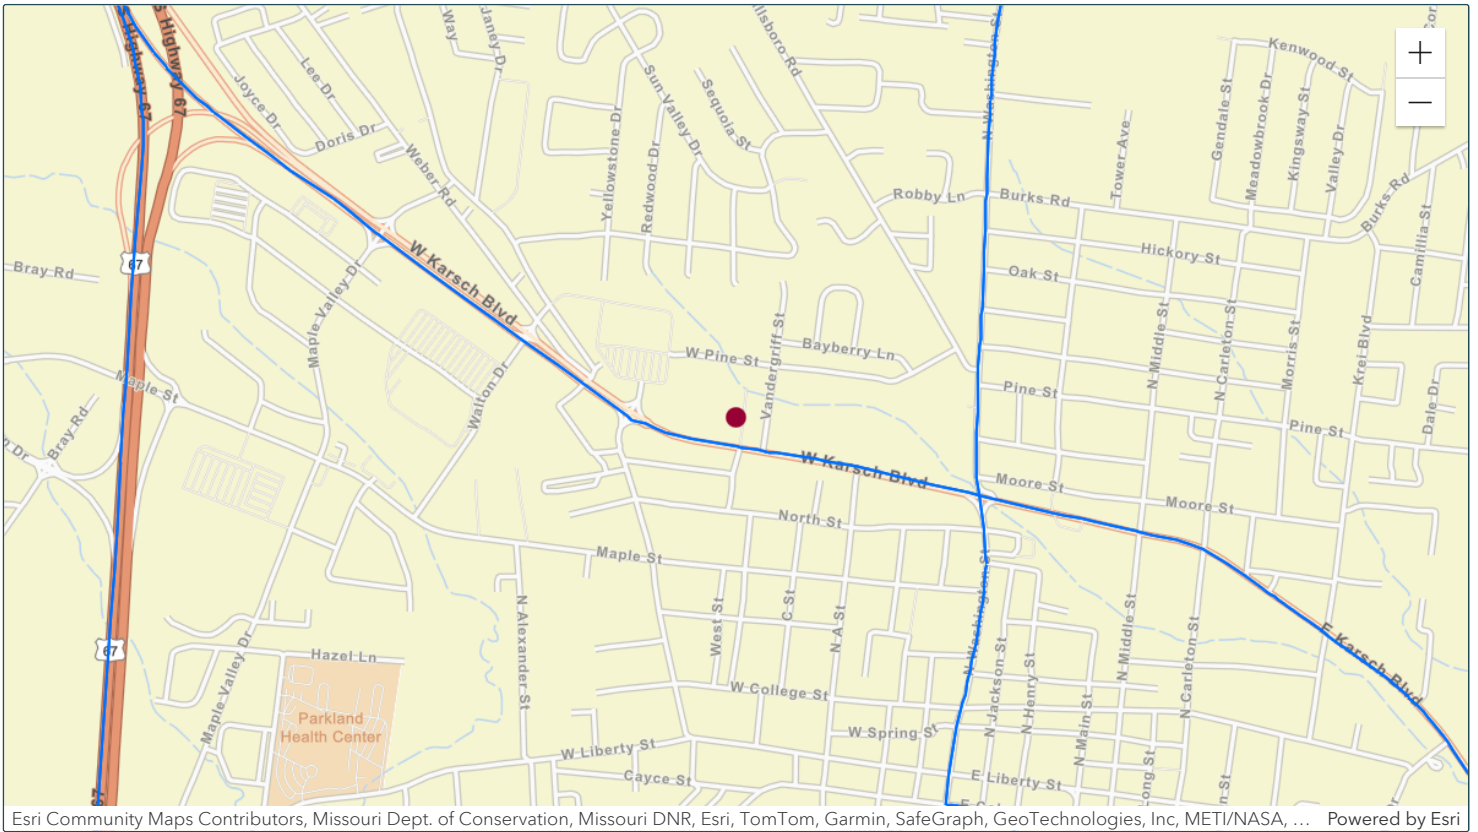 S Highway 67
S Highway 67
Way
Janey Dr
llsboro Rd
N Washington St
Kenwood St
Joyce Dr
Lee Dr
Doris Dr
Weber Rd
Sun Valley Dr
Sequoia St
Yellowstone Dr
Redwood Dr
Tower Ave
Gendale St
Meadowbrook Dr
Kingsway St
Valley Dr
Burks Rd
Camillia St
Robby Ln
Burks Rd
Hickory St
Oak St
67
Bray Rd
W Karsch Blvd
Maple Valley Dr
W Pine St
Vandergriff St
Bayberry Ln
N Middle St
N Carleton St
Morris St
Krei Blvd
Dale Dr
Pine St
Pine St
Maple St
Bray Rd
n Dr
Walton Dr
W Karsch Blvd
Moore St
Moore St
North St
Maple St
N Alexander St
West St
C St
N A St
N Washington St
N Jackson St
N Henry St
N Middle St
N Carleton St
E Karsch Blvd
67
Hazel Ln
Maple Valley Dr
Parkland
Health Center
W College St
W Spring St
N Main St
W Liberty St
Cayce St
E Liberty St
ong St
n St
67
Esri Community Maps Contributors, Missouri Dept. of Conservation, Missouri DNR, Esri, TomTom, Garmin, SafeGraph, GeoTechnologies, Inc, METI/NASA, ...
Powered by Esri